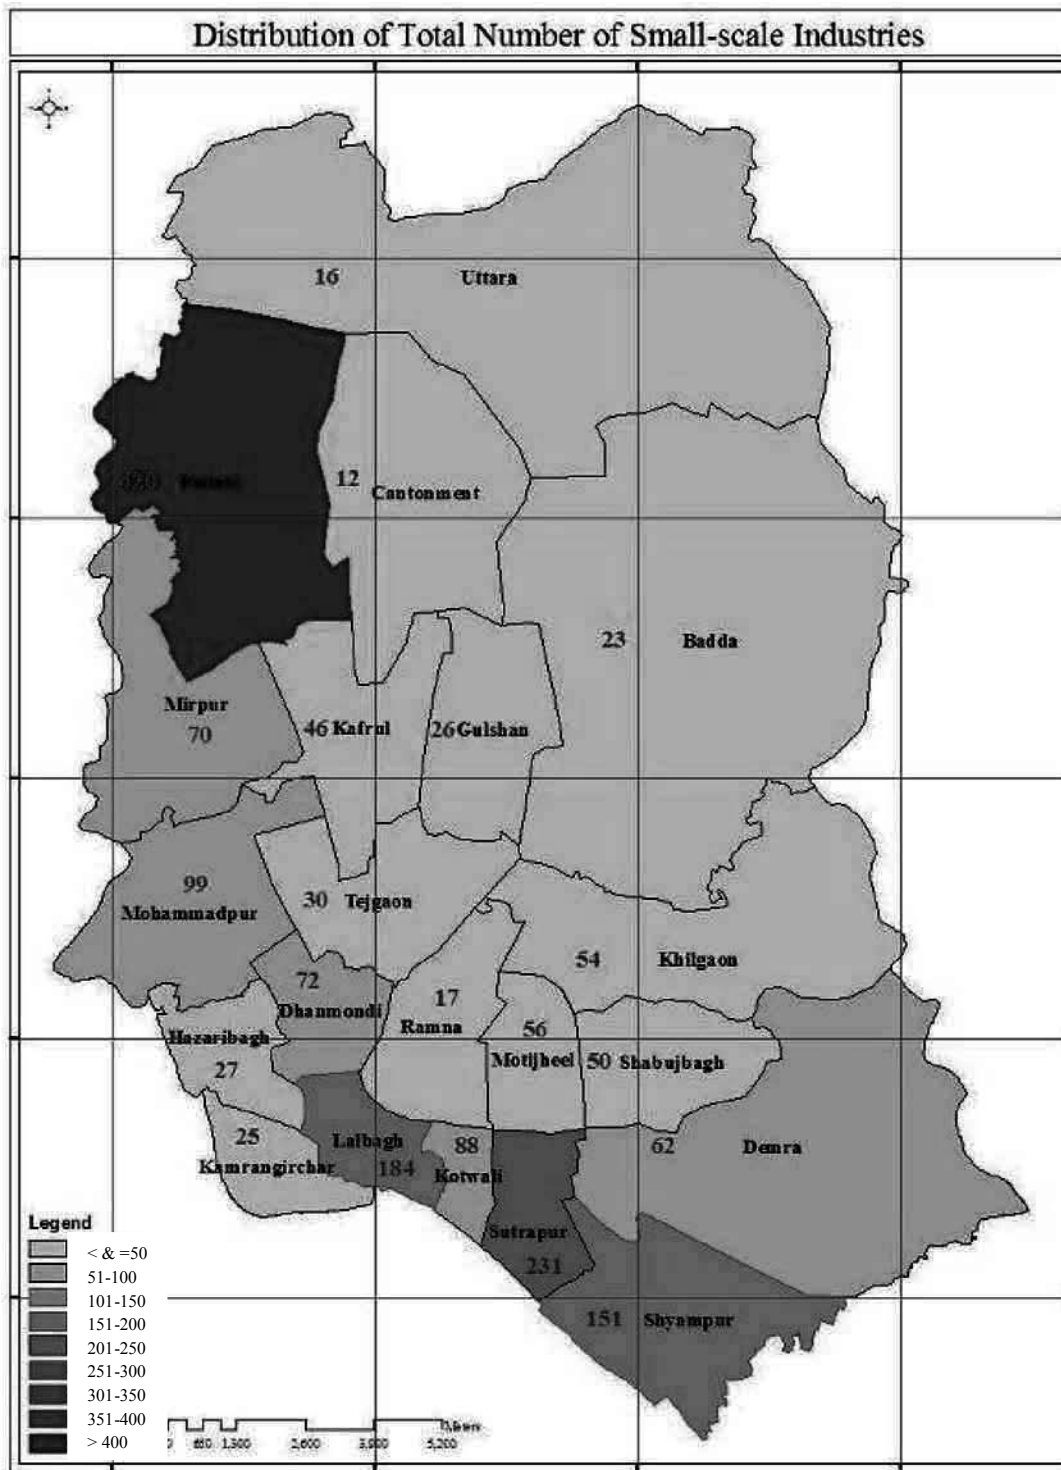 Distribution of Total Number of Small-scale Industries
16 Uttara
12 Cantonment
23 Badda
Mirpur
70
46 Kafrul
26 Gulshan
99
Mohammadpur
30 Tejgaon
54 Khilgaon
72
Dhanmondi
17
Ramna
56
Motijheel
50 Shabujbagh
Hazaribagh
27
25
Kamrangirchar
Lalbagh
184
88
Kotwali
62 Demra
Sutrapur
231
151 Shyampur
Legend
< & =50
51-100
101-150
151-200
201-250
251-300
301-350
351-400
> 400
0 650 1,300 2,600 3,900 5,200